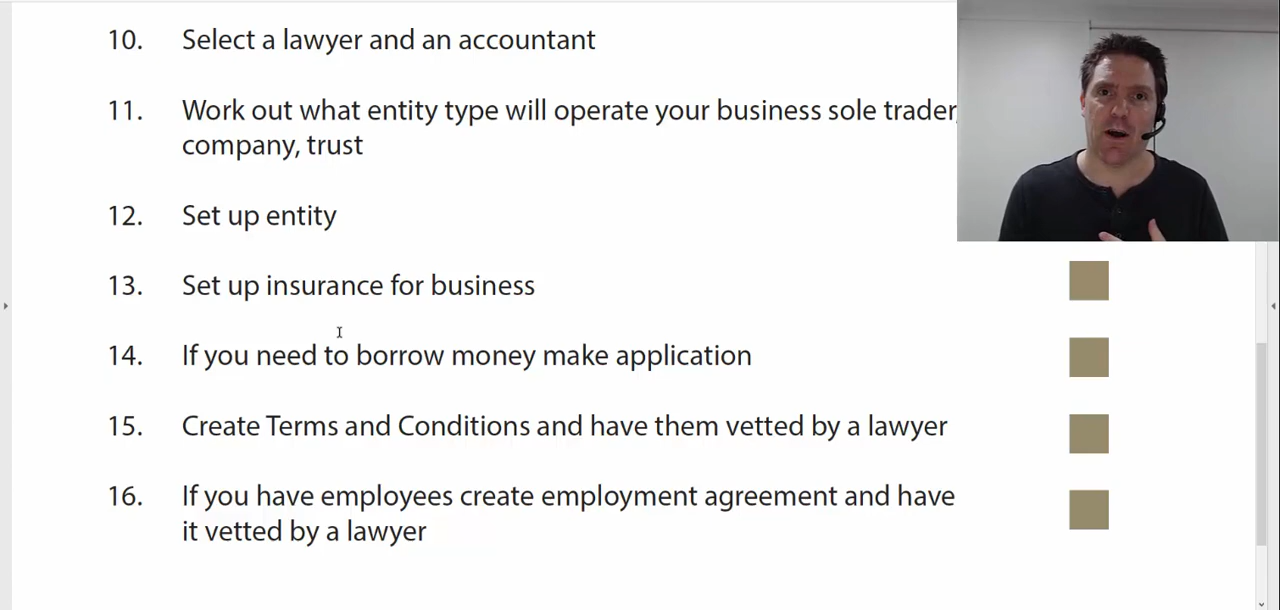 10. Select a lawyer and an accountant
11. Work out what entity type will operate your business sole trader,
company, trust
12. Set up entity
13. Set up insurance for business
14. If you need to borrow money make application
15. Create Terms and Conditions and have them vetted by a lawyer
16. If you have employees create employment agreement and have
it vetted by a lawyer